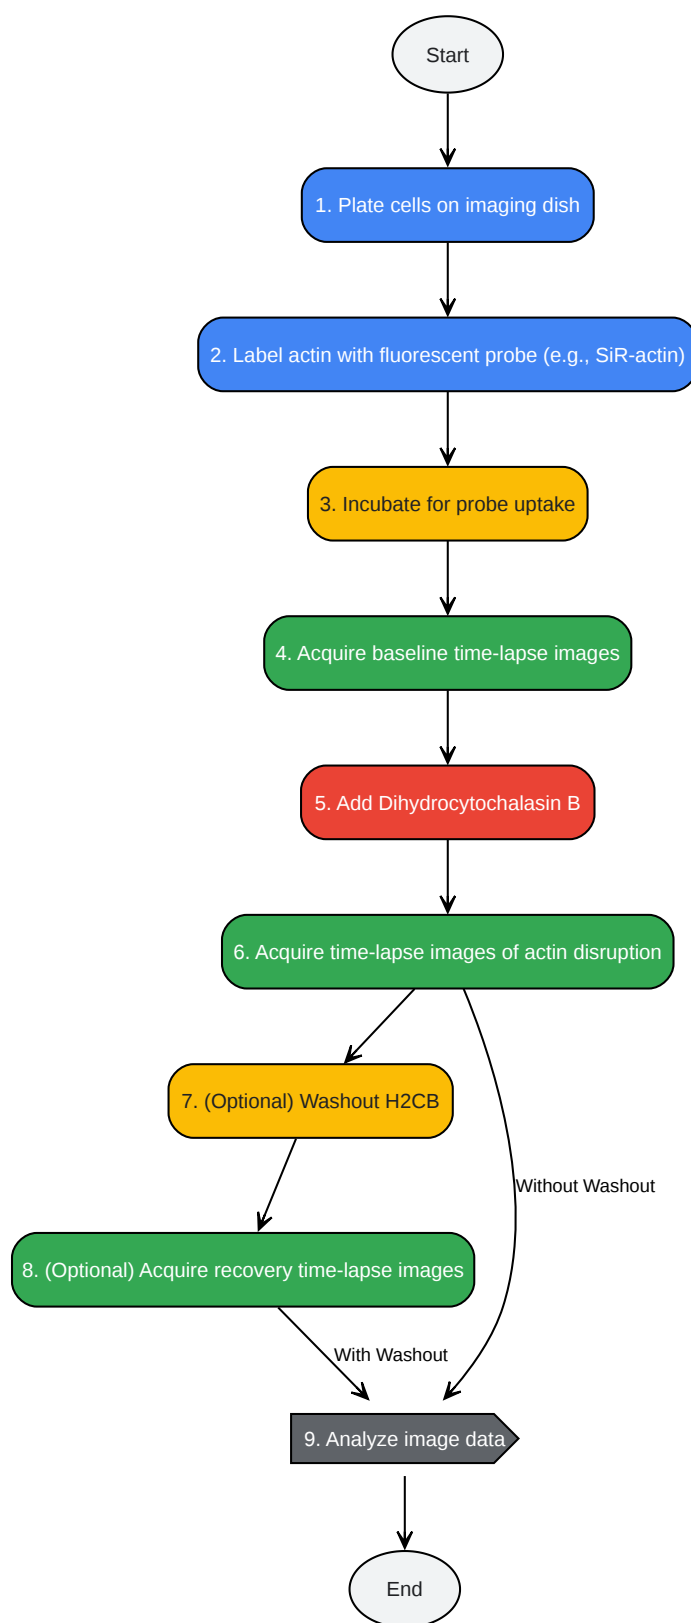 Start
1. Plate cells on imaging dish
2. Label actin with fluorescent probe (e.g., SiR-actin)
3. Incubate for probe uptake
4. Acquire baseline time-lapse images
5. Add Dihydrocytochalasin B
6. Acquire time-lapse images of actin disruption
7. (Optional) Washout H2CB
Without Washout
8. (Optional) Acquire recovery time-lapse images
With Washout
9. Analyze image data
End